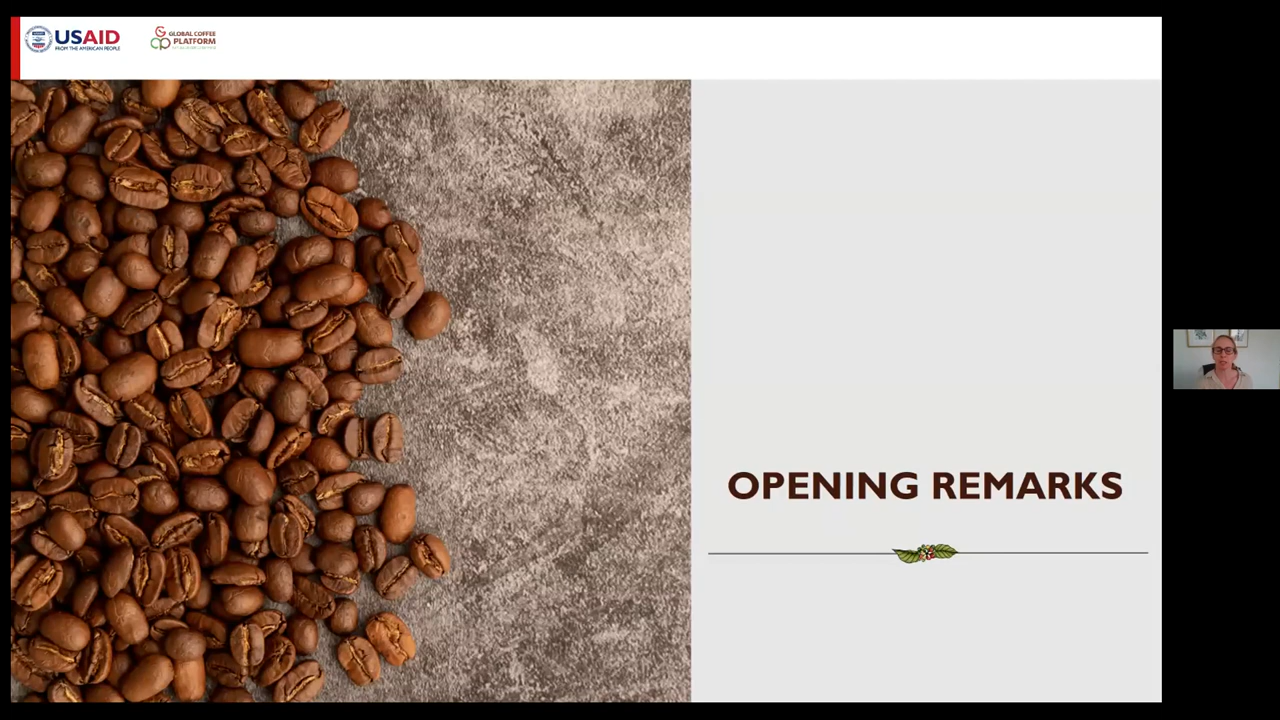 USAID
FROM THE AMERICAN PEOPLE
GLOBAL COFFEE
PLATFORM
OPENING REMARKS